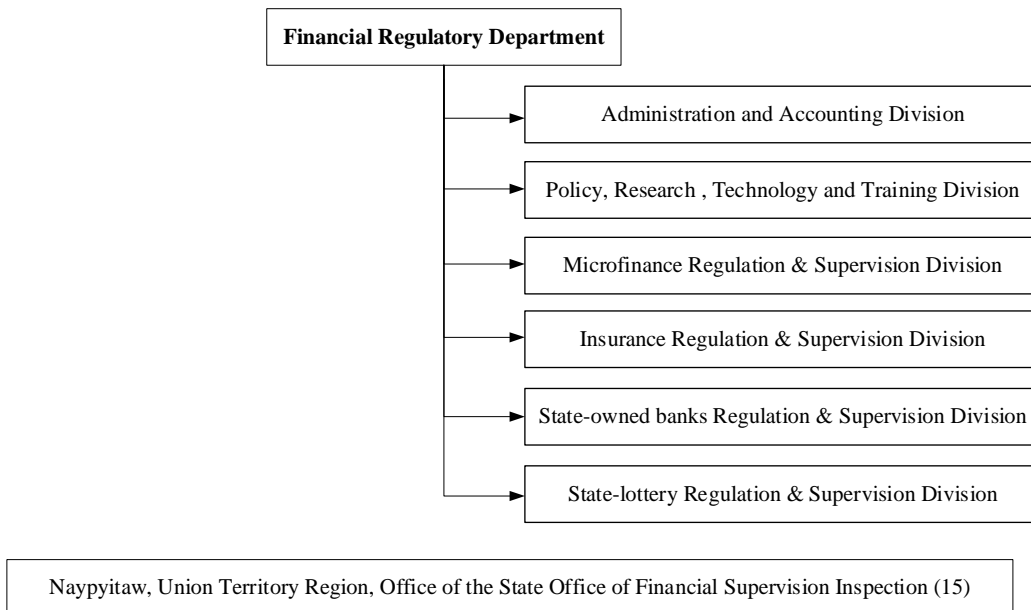 Financial Regulatory Department
Administration and Accounting Division
Policy, Research , Technology and Training Division
Microfinance Regulation & Supervision Division
Insurance Regulation & Supervision Division
State-owned banks Regulation & Supervision Division
State-lottery Regulation & Supervision Division
Naypyitaw, Union Territory Region, Office of the State Office of Financial Supervision Inspection (15)